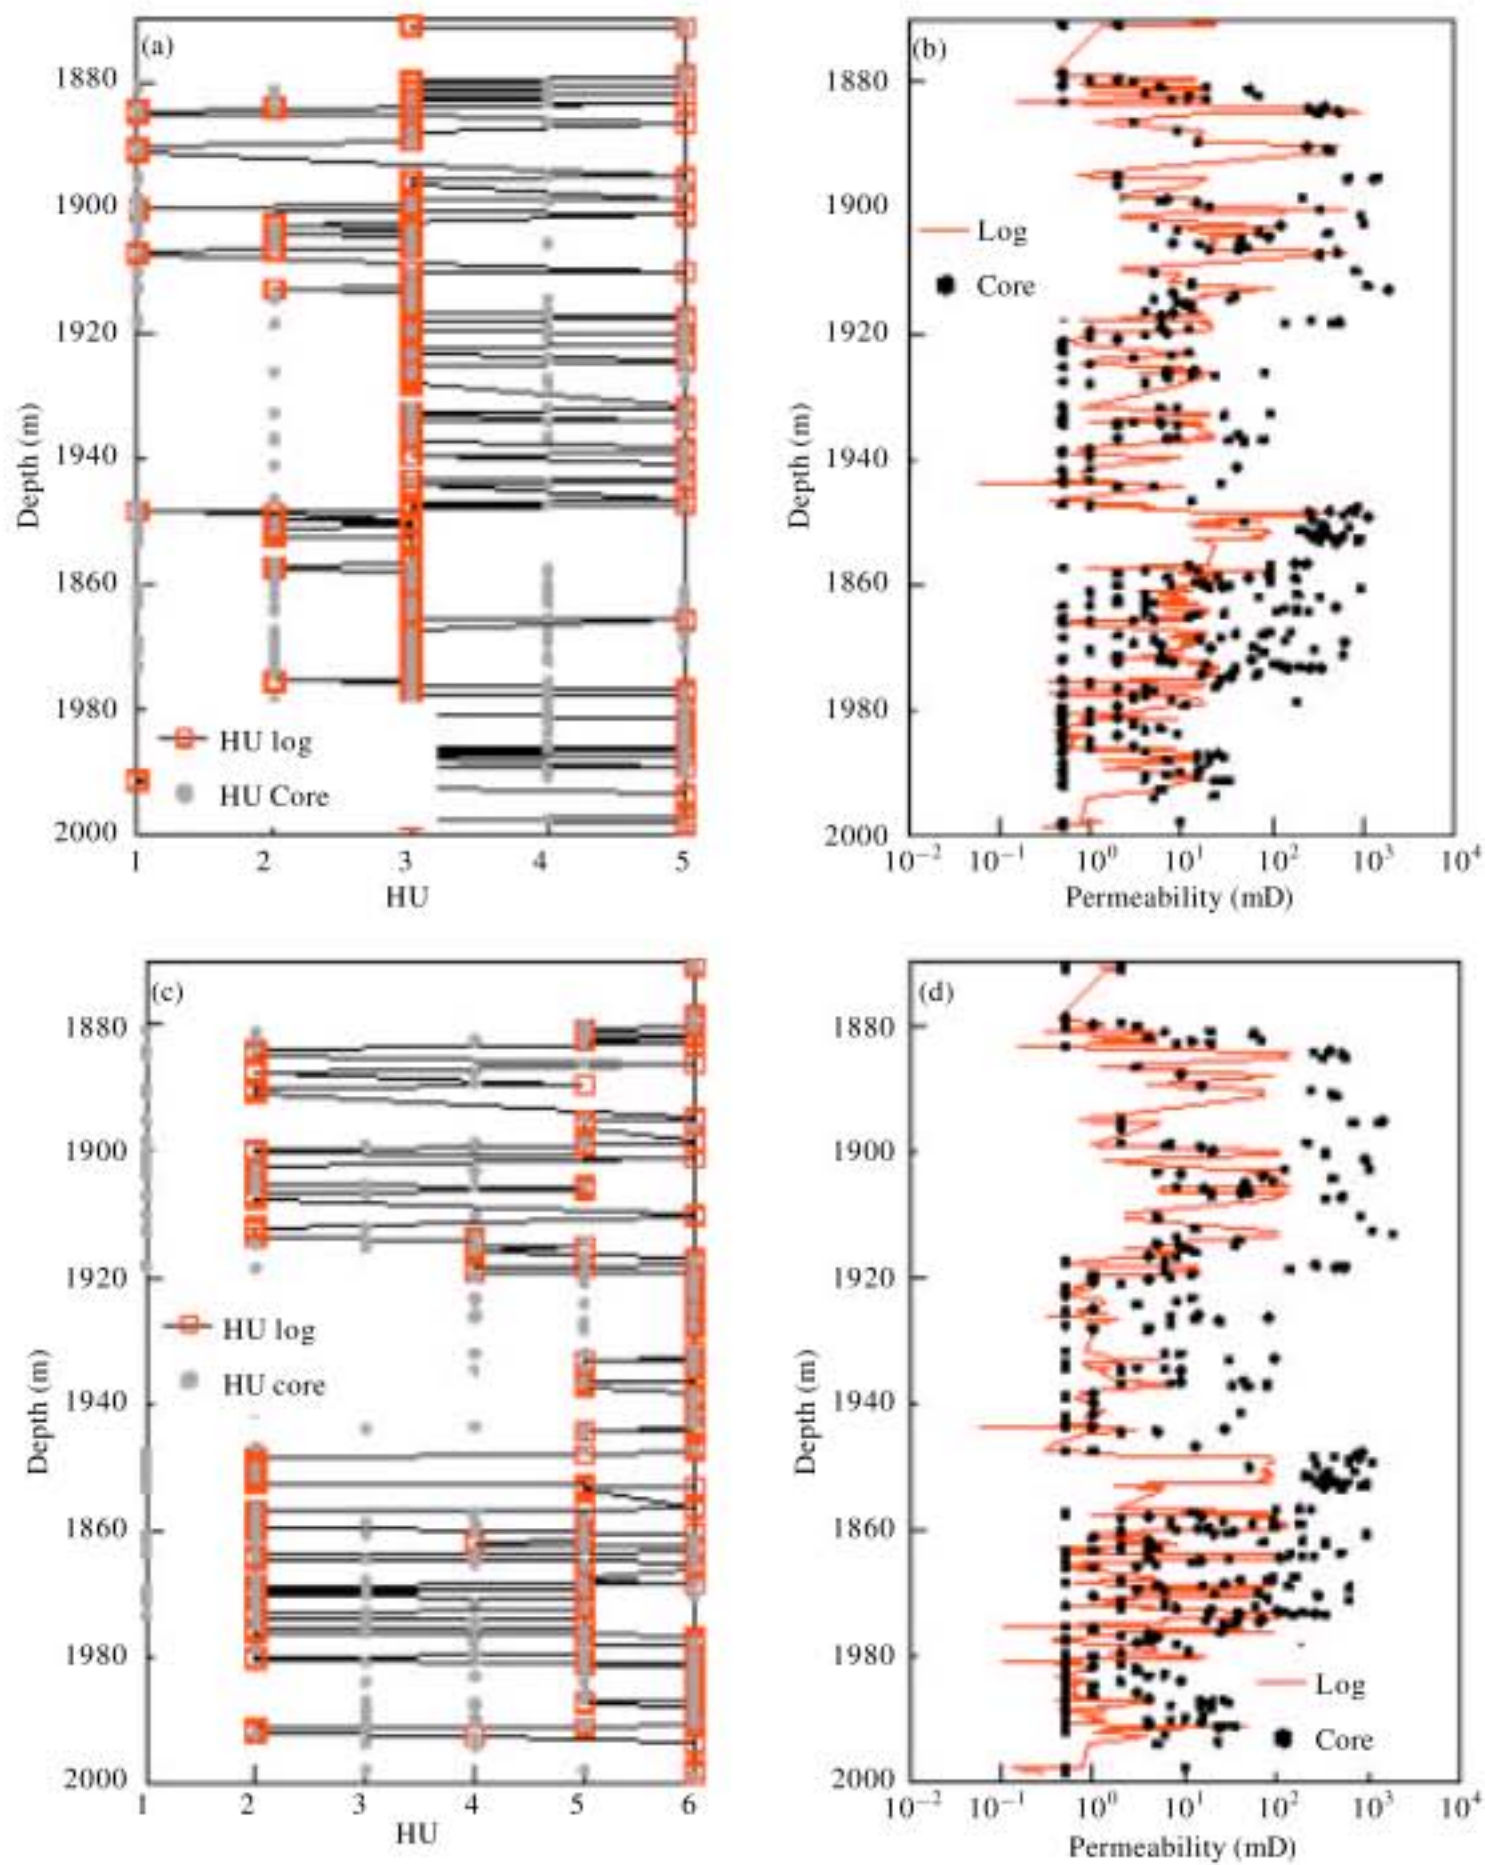 (a)
1880
1900
1920
1940
1860
1980
2000
Depth (m)
HU log
HU Core
1 2 3 4 5
HU
(b)
1880
1900
1920
1940
1860
1980
2000
Depth (m)
Log
Core
10−2 10−1 100 101 102 103 104
Permeability (mD)
(c)
1880
1900
1920
1940
1860
1980
2000
Depth (m)
HU log
HU core
1 2 3 4 5 6
HU
(d)
1880
1900
1920
1940
1860
1980
2000
Depth (m)
Log
Core
10−2 10−1 100 101 102 103 104
Permeability (mD)